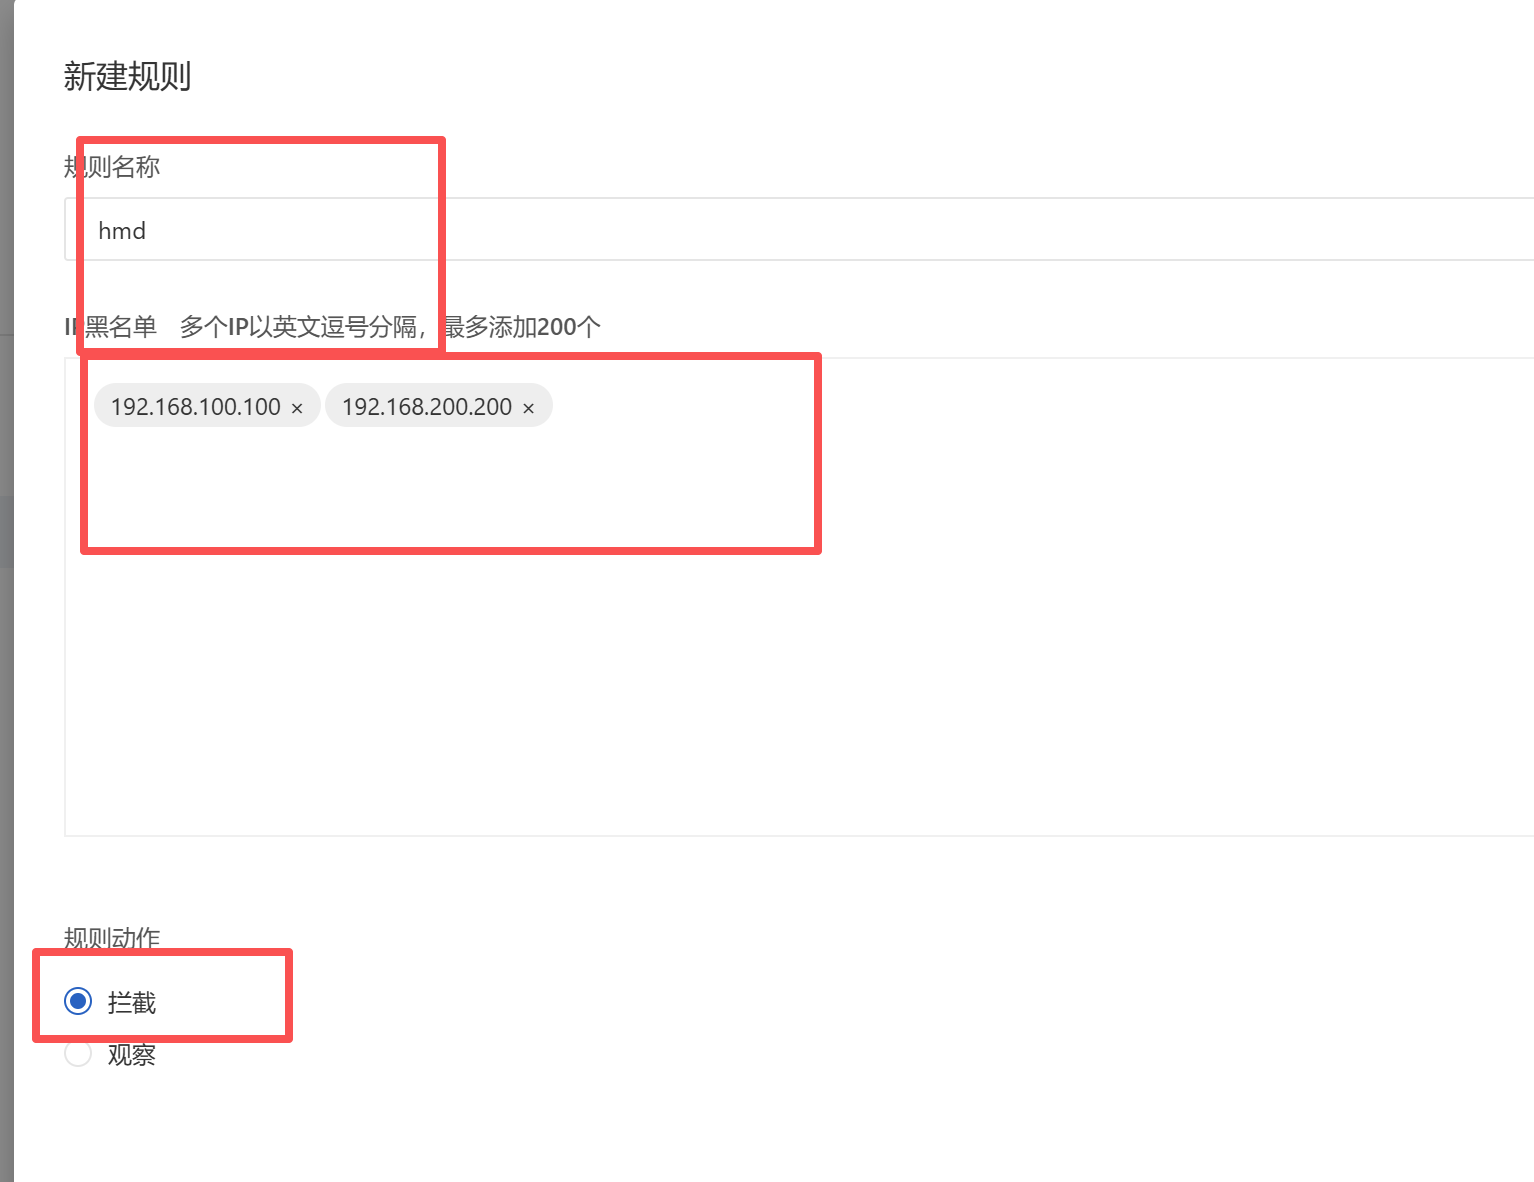 新建规则
规则名称
hmd
IP黑名单 多个IP以英文逗号分隔，最多添加200个
192.168.100.100 × 192.168.200.200 ×
规则动作
拦截
观察